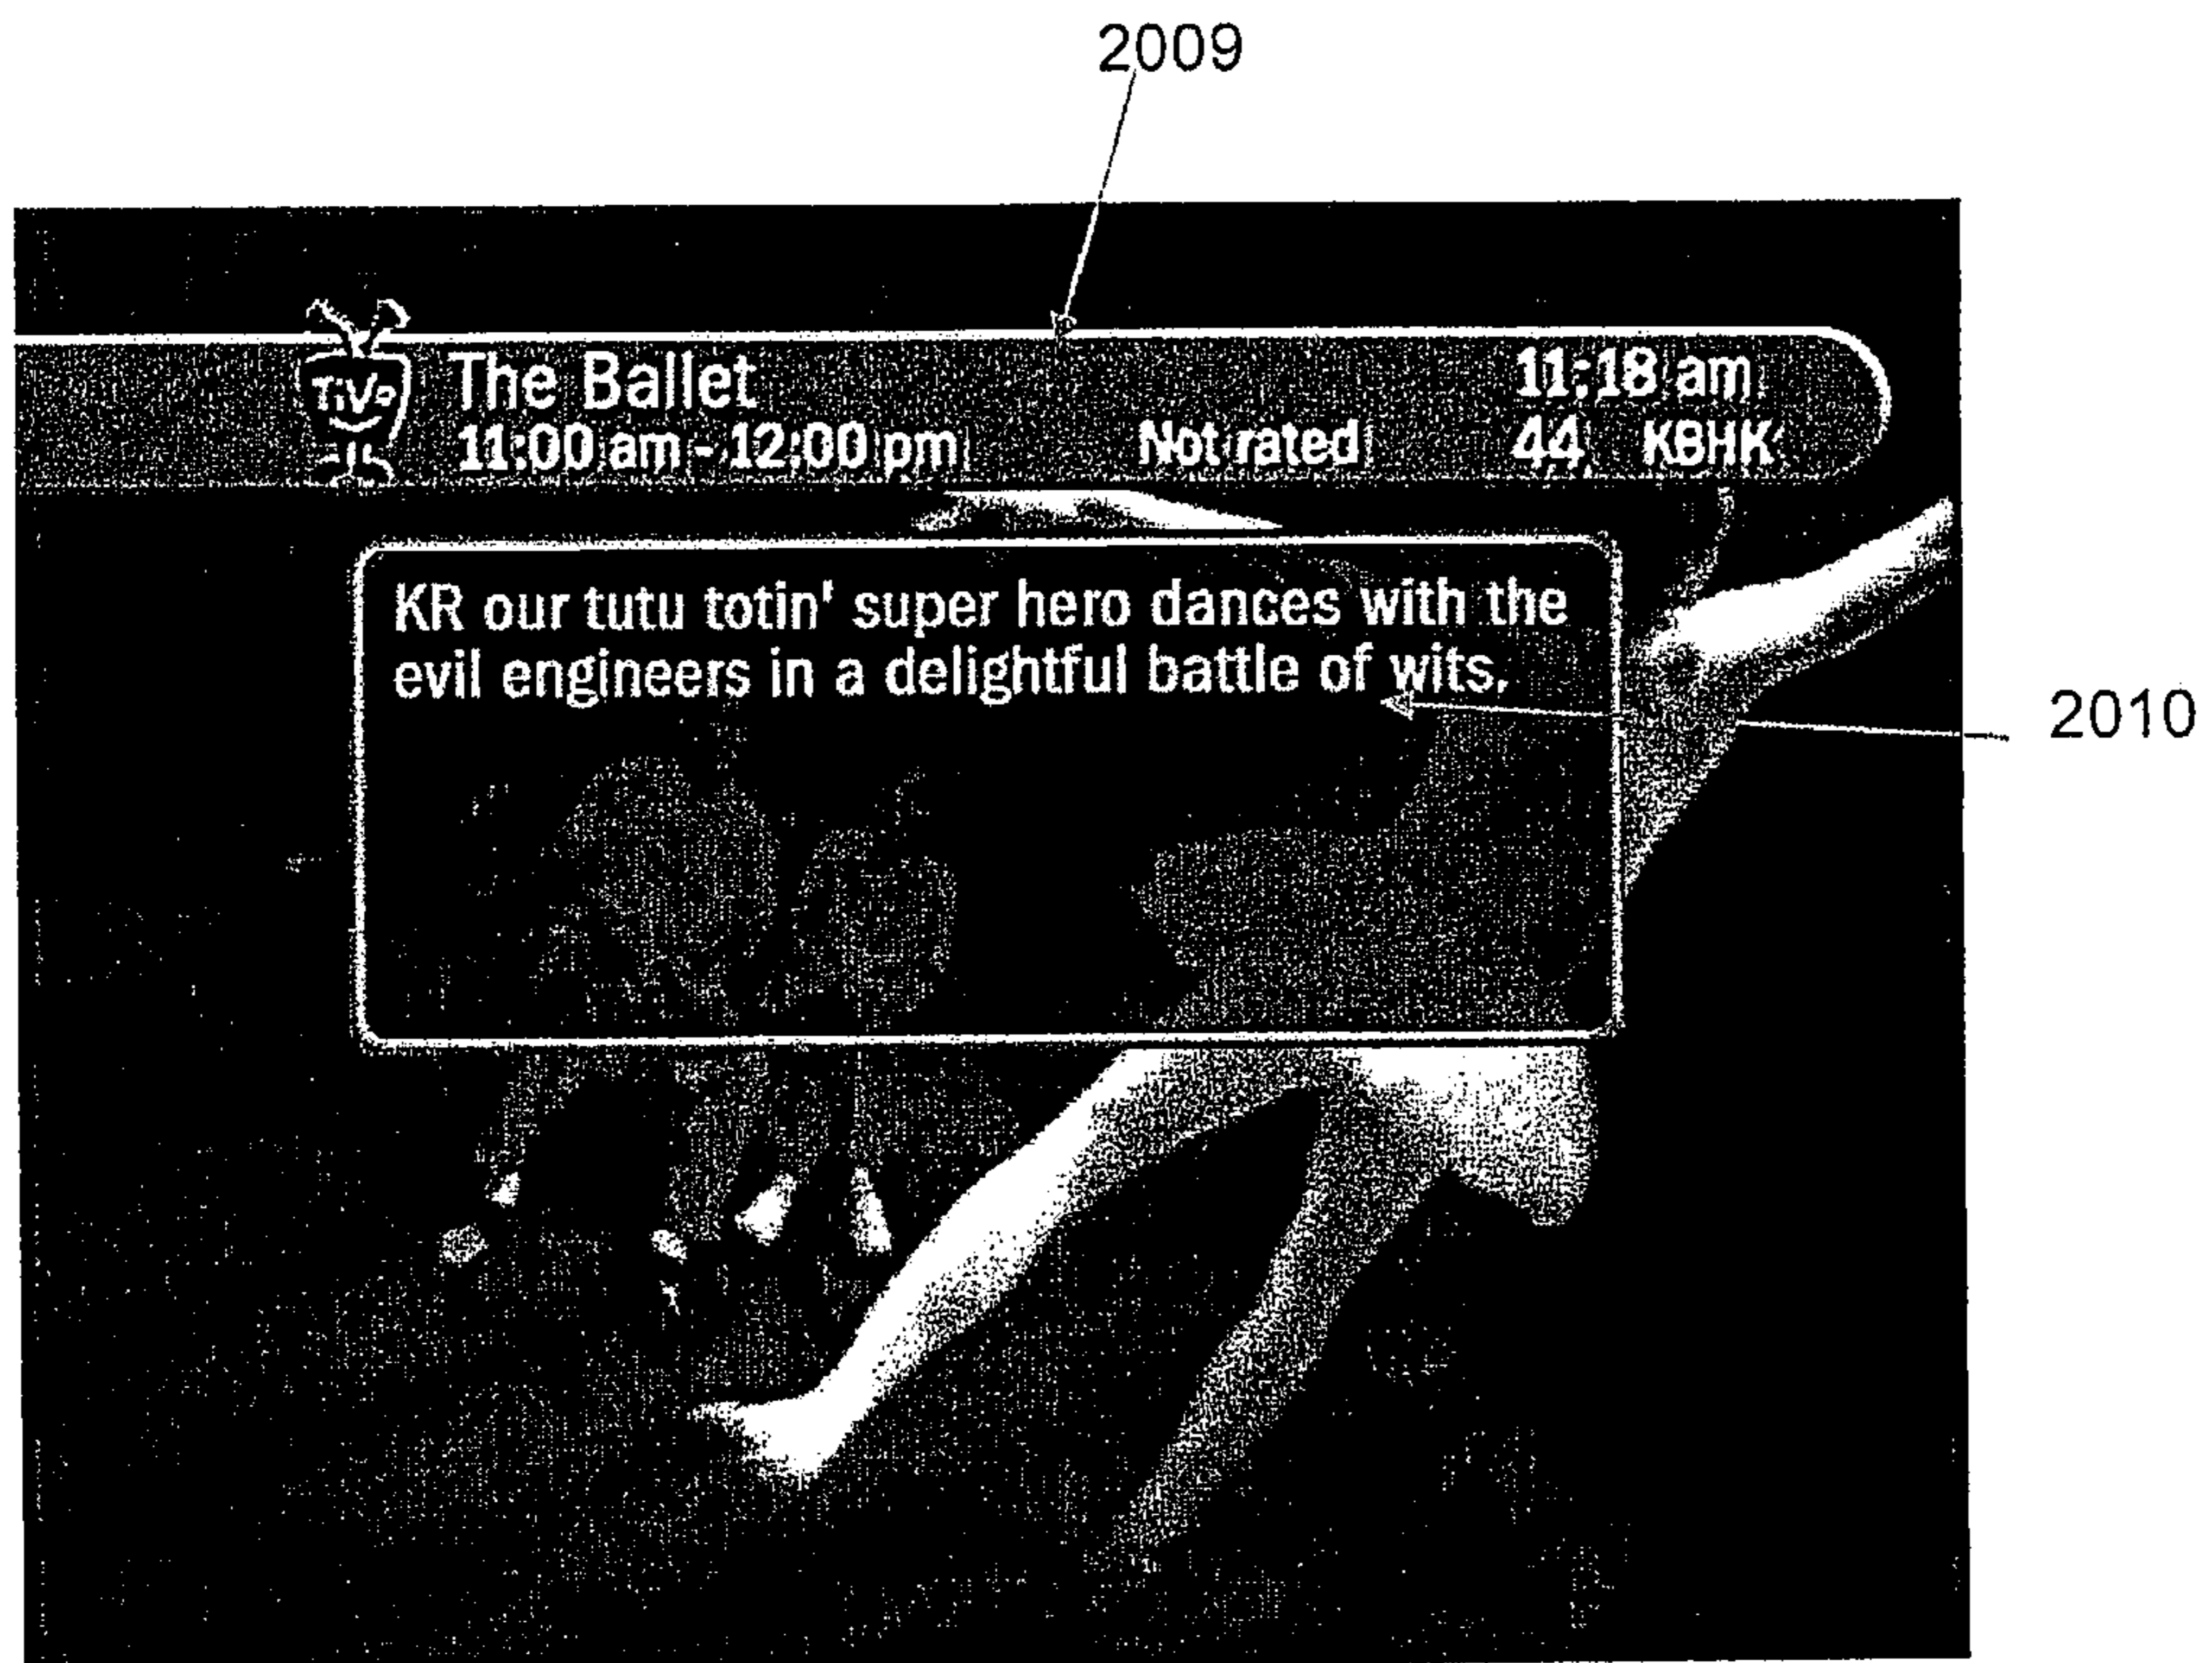 2009
TiVo
The Ballet
11:18 am
11:00 am - 12:00 pm Not rated 44 KBHK
KR our tutu totin' super hero dances with the
evil engineers in a delightful battle of wits.
2010